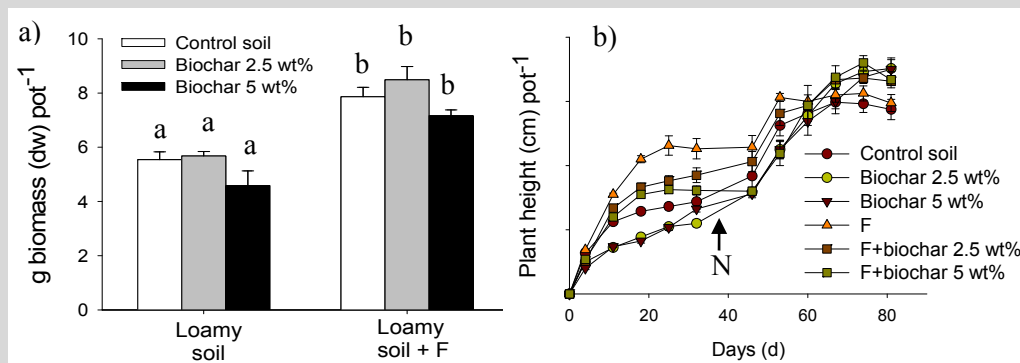 a)
g biomass (dw) pot-1
10
8
6
4
2
0
Control soil
Biochar 2.5 wt%
Biochar 5 wt%
a
a
a
b
b
b
Loamy
soil
Loamy
soil + F
b)
Plant height (cm) pot-1
Control soil
Biochar 2.5 wt%
Biochar 5 wt%
F
F+biochar 2.5 wt%
F+biochar 5 wt%
N
0
20
40
60
80
Days (d)